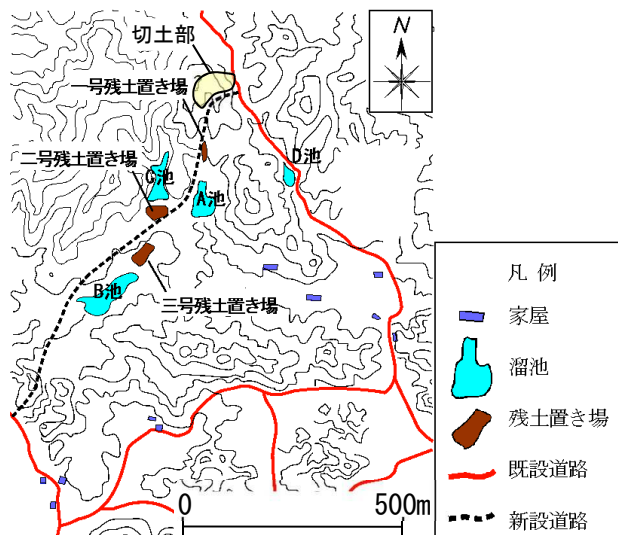 切土部
N
一号残土置き場
二号残土置き場
C池
D池
A池
B池
三号残土置き場
凡 例
家屋
溜池
残土置き場
既設道路
新設道路
0 500m